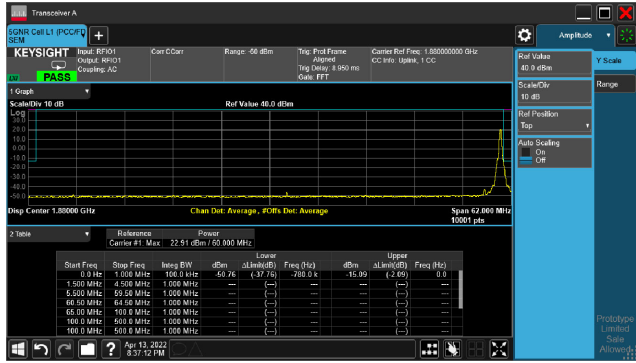 Transceiver A
5GNR Cell L1 (PCC/FD
SEM
+
Amplitude
KEYSIGHT
Input: RFIO1
Output: RFIO1
Coupling: AC
Corr CCorr
Range: -60 dBm
Trig: Prot Frame
Aligned
Trig Delay: 8.950 ms
Gate: FFT
Carrier Ref Freq: 1.880000000 GHz
CC Info: Uplink, 1 CC
PASS
Ref Value
40.0 dBm
Y Scale
Scale/Div
10 dB
Range
Ref Position
Top
Auto Scaling
On
Off
1 Graph
Scale/Div 10 dB
Ref Value 40.0 dBm
Log
30.0
20.0
10.0
0.00
-10.0
-20.0
-30.0
-40.0
-50.0
Disp Center 1.88000 GHz
Chan Det: Average, #Offs Det: Average
Span 62.000 MHz
10001 pts
2 Table
Reference Power
Carrier #1: Max 22.91 dBm / 60.000 MHz
Lower Upper
Start Freq Stop Freq Integ BW dBm ΔLimit(dB) Freq (Hz) dBm ΔLimit(dB) Freq (Hz)
0.0 Hz 1.000 MHz 100.0 kHz -50.76 (-37.76) -780.0 k -15.09 (-2.09) 0.0
1.500 MHz 4.500 MHz 1.000 MHz --- (---) --- --- (---) ---
5.500 MHz 59.50 MHz 1.000 MHz --- (---) --- --- (---) ---
60.50 MHz 64.50 MHz 1.000 MHz --- (---) --- --- (---) ---
65.00 MHz 100.0 MHz 1.000 MHz --- (---) --- --- (---) ---
100.0 MHz 500.0 MHz 1.000 MHz --- (---) --- --- (---) ---
100.0 MHz 500.0 MHz 1.000 MHz --- (---) --- --- (---) ---
Prototype
Limited
Sale
Allowed
?
Apr 13, 2022
8:37:12 PM